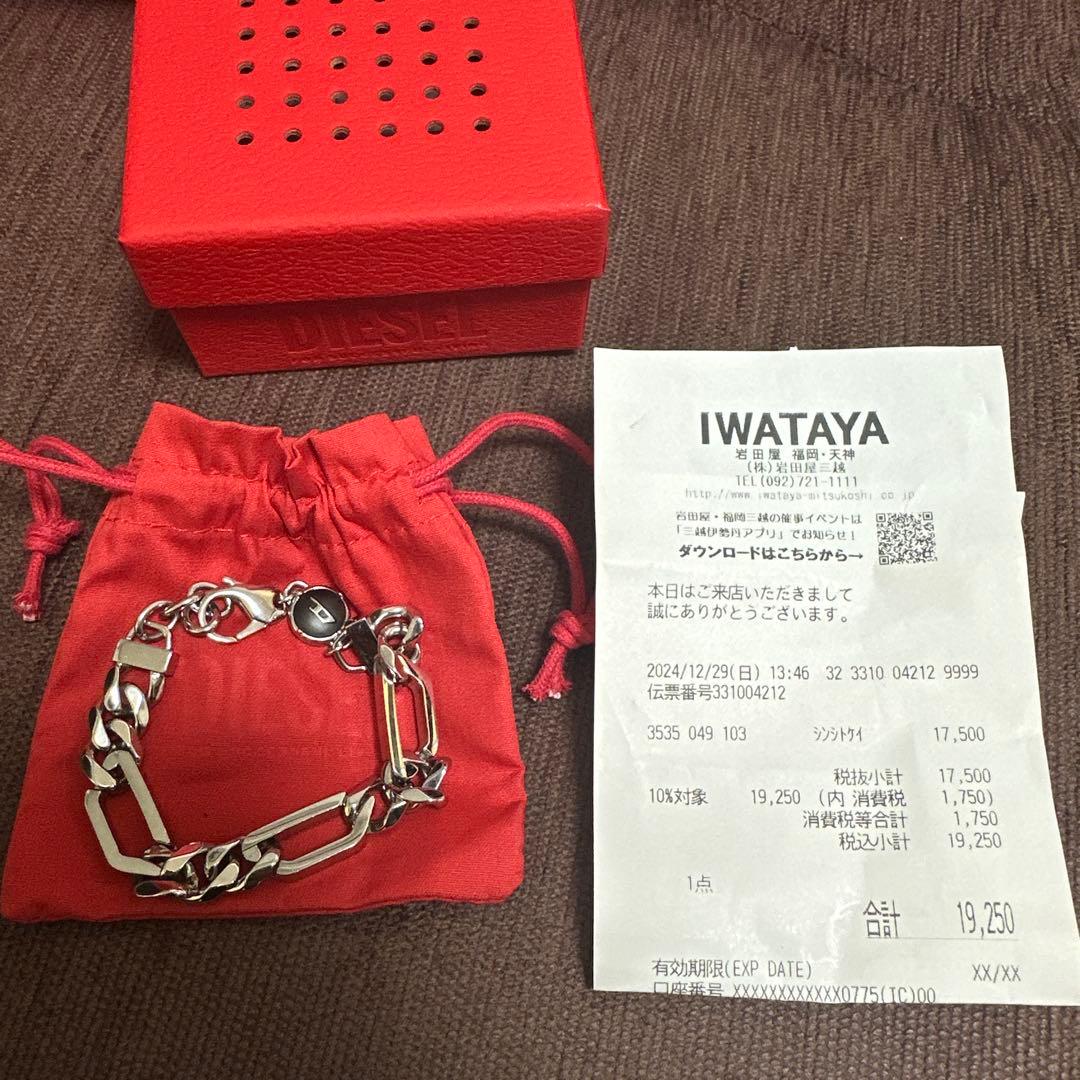 DIESEL
DIESEL
IWATAYA
岩田屋 福岡・天神
(株)岩田屋三越
TEL(092)721-1111
http://www.iwataya-mitsukoshi.co.jp
岩田屋・福岡三越の催事イベントは
「三越伊勢丹アプリ」でお知らせ!
ダウンロードはこちらから→
本日はご来店いただきまして
誠にありがとうございます。
2024/12/29(日) 13:46 32 3310 04212 9999
伝票番号331004212
3535 049 103 シンシトケイ 17,500
税抜小計 17,500
10%対象 19,250 (内 消費税 1,750)
消費税等合計 1,750
税込小計 19,250
1点
合計 19,250
有効期限(EXP DATE) XX/XX
口座番号 XXXXXXXXXXXX0775(IC)00